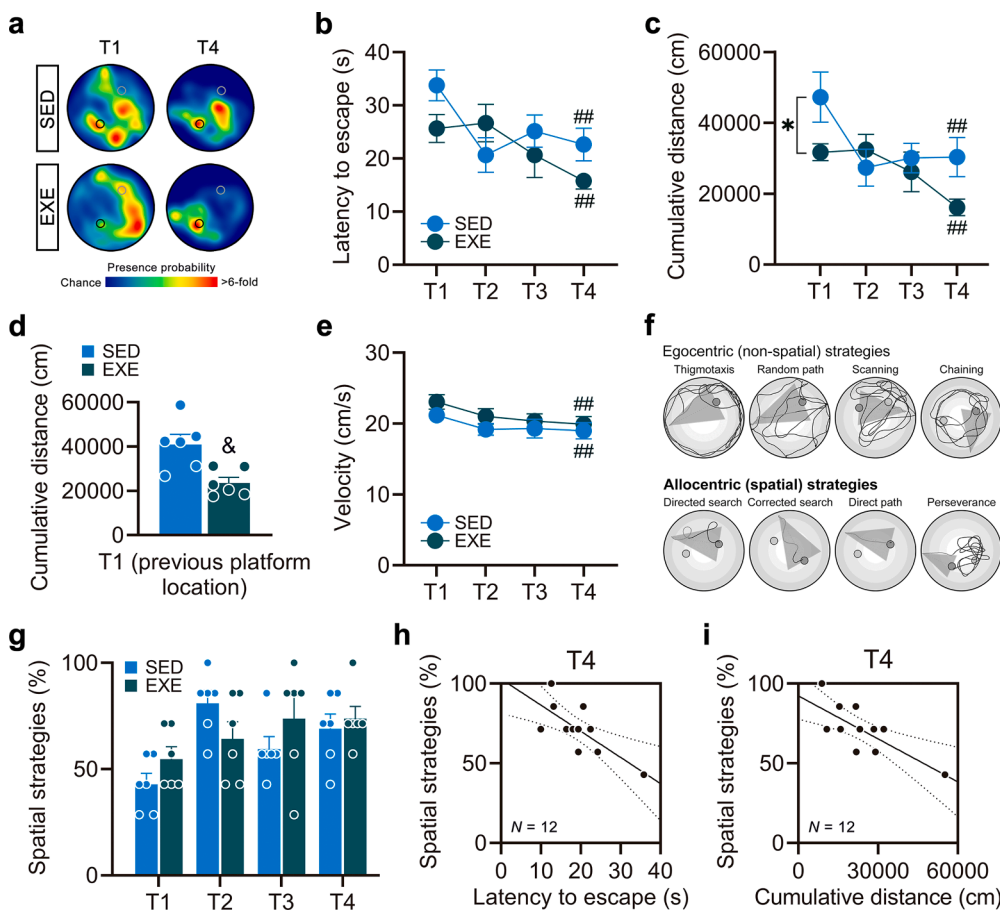 a
T1 T4
SED
EXE
Presence probability
Chance >6-fold
b
Latency to escape (s)
40
30
20
10
0
##
##
SED
EXE
T1 T2 T3 T4
c
Cumulative distance (cm)
60000
40000
20000
0
*
##
##
T1 T2 T3 T4
d
SED
EXE
Cumulative distance (cm)
60000
40000
20000
0
&
T1 (previous platform
location)
e
Velocity (cm/s)
30
20
10
0
##
##
SED
EXE
T1 T2 T3 T4
f
Egocentric (non-spatial) strategies
Thigmotaxis Random path Scanning Chaining
Allocentric (spatial) strategies
Directed search Corrected search Direct path Perseverance
g
Spatial strategies (%)
100
50
0
SED
EXE
T1 T2 T3 T4
h
T4
Spatial strategies (%)
100
50
0
N = 12
0 10 20 30 40
Latency to escape (s)
i
T4
Spatial strategies (%)
100
50
0
N = 12
0 30000 60000
Cumulative distance (cm)